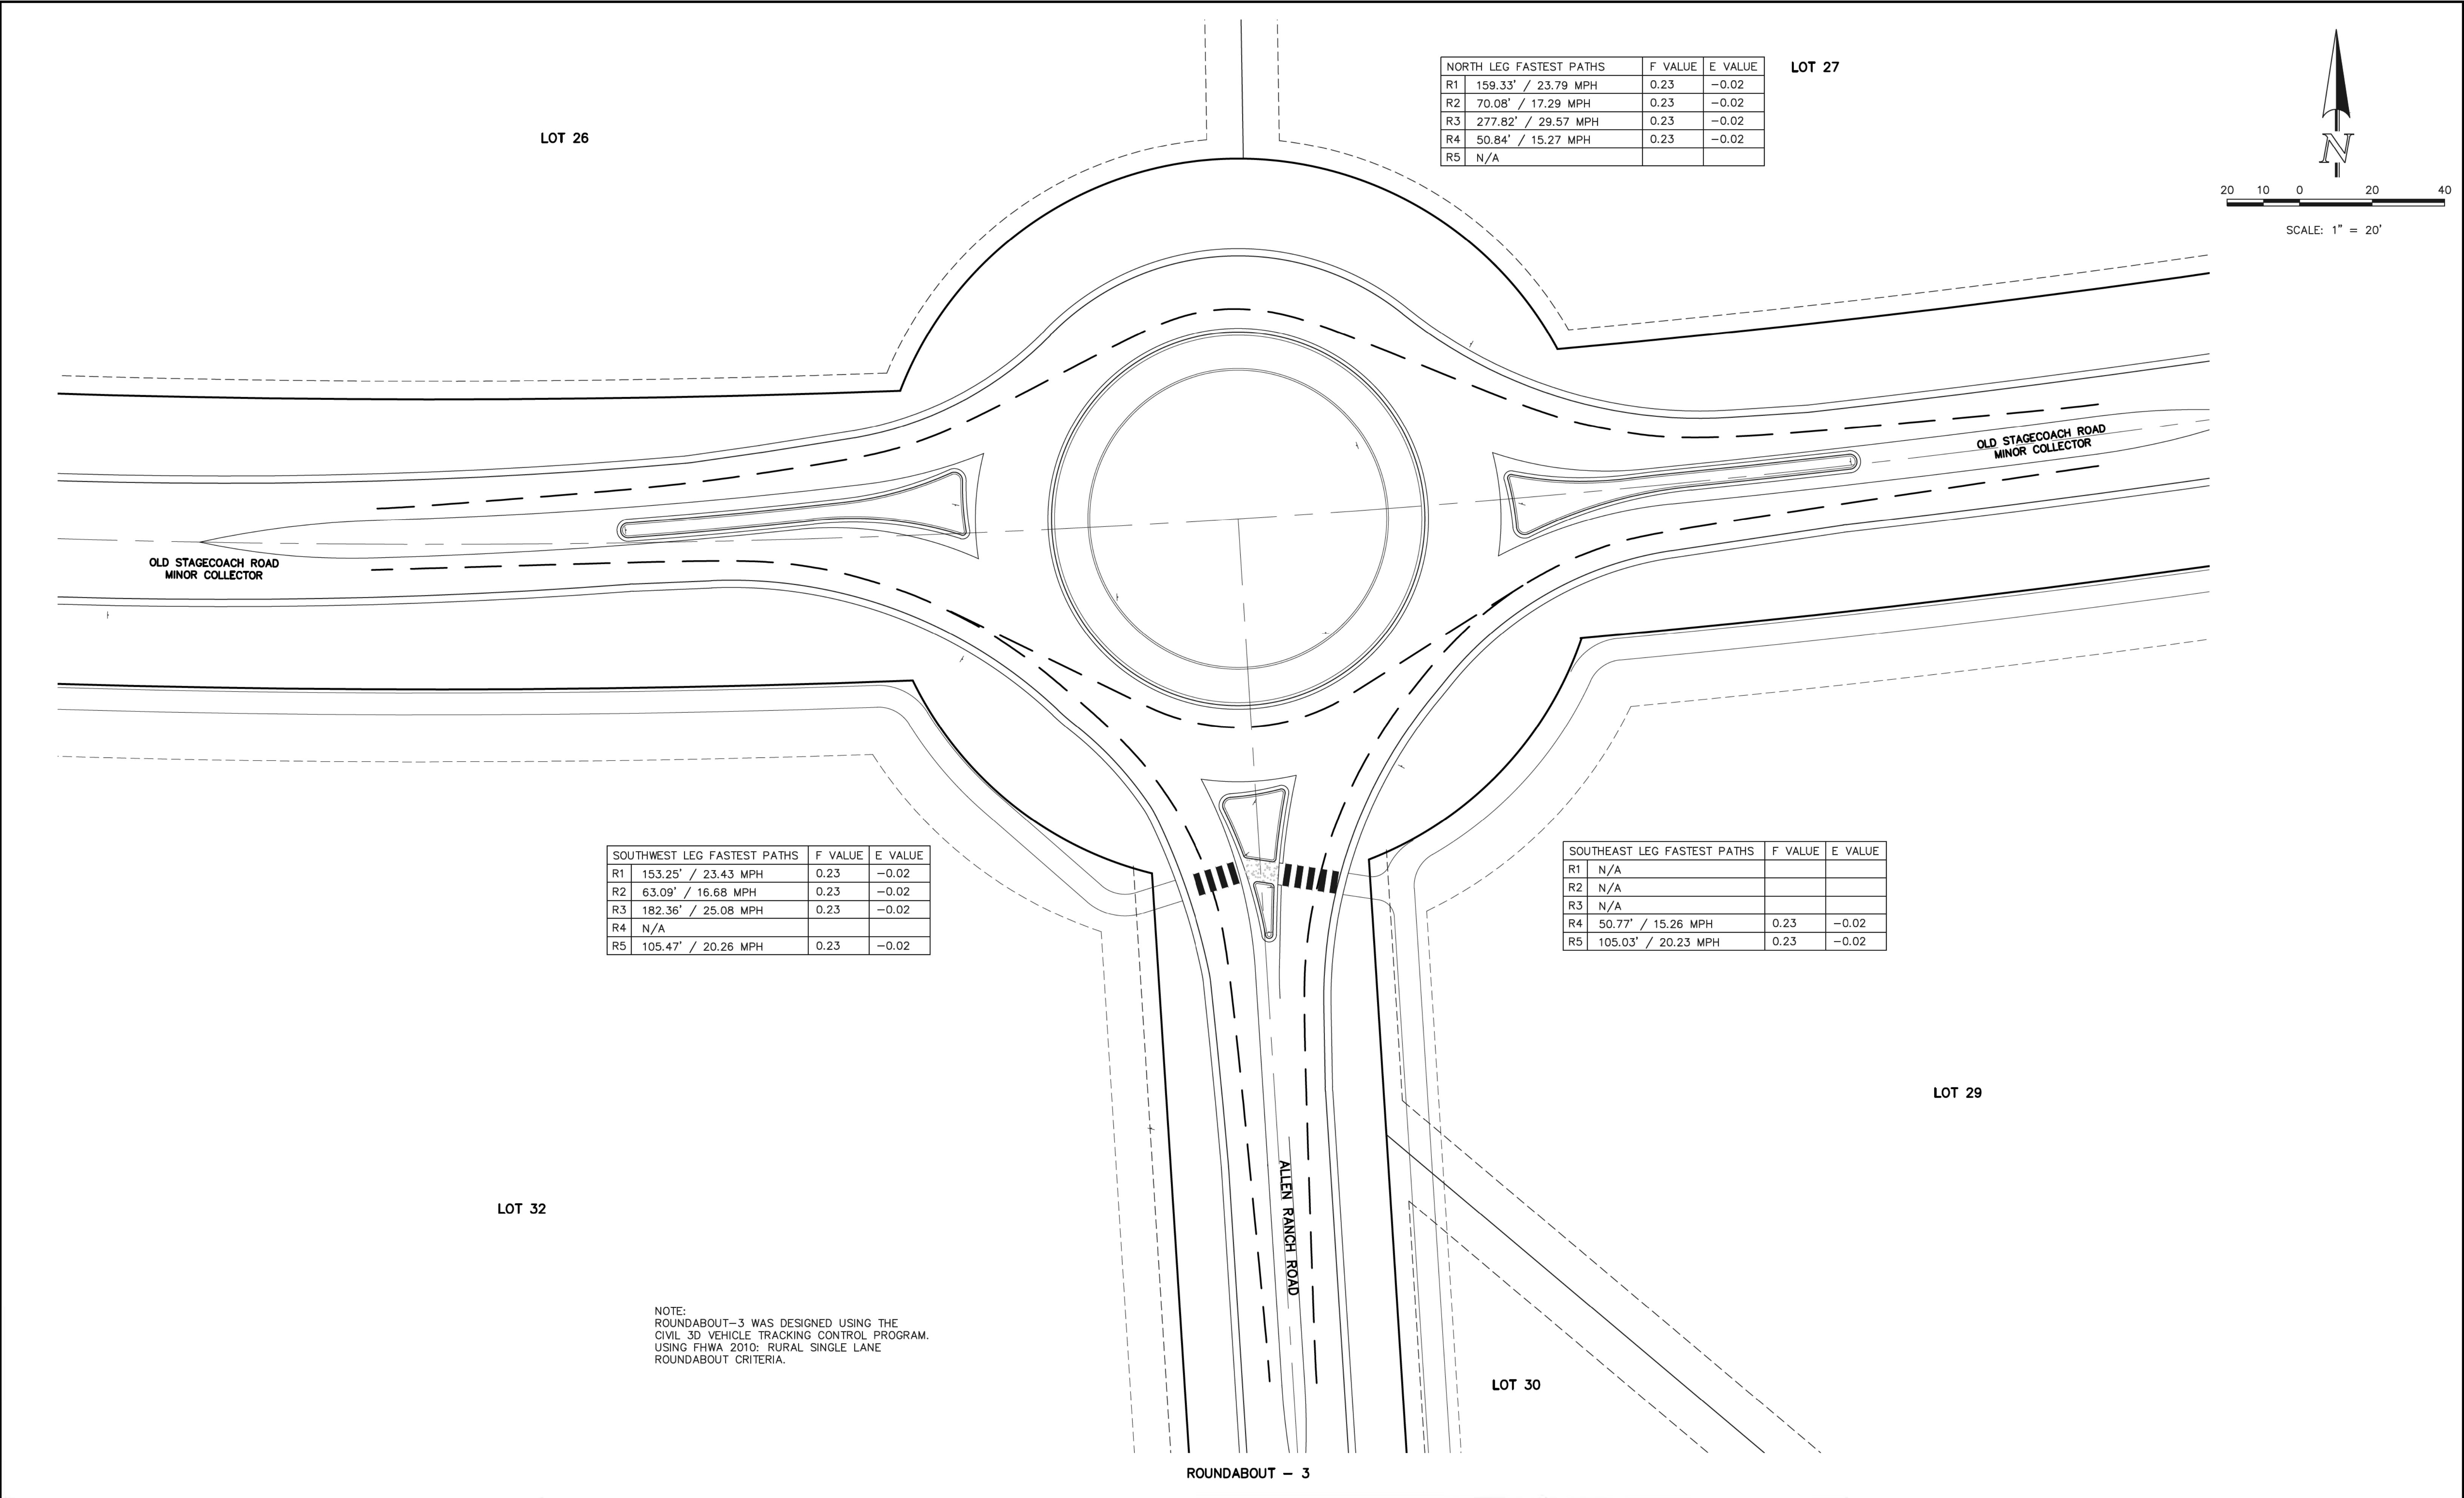 NORTH LEG FASTEST PATHS F VALUE E VALUE
R1 159.33' / 23.79 MPH 0.23 −0.02
R2 70.08' / 17.29 MPH 0.23 −0.02
R3 277.82' / 29.57 MPH 0.23 −0.02
R4 50.84' / 15.27 MPH 0.23 −0.02
R5 N/A
LOT 27
LOT 26
N
20 10 0 20 40
SCALE: 1" = 20'
OLD STAGECOACH ROAD
MINOR COLLECTOR
OLD STAGECOACH ROAD
MINOR COLLECTOR
SOUTHWEST LEG FASTEST PATHS F VALUE E VALUE
R1 153.25' / 23.43 MPH 0.23 −0.02
R2 63.09' / 16.68 MPH 0.23 −0.02
R3 182.36' / 25.08 MPH 0.23 −0.02
R4 N/A
R5 105.47' / 20.26 MPH 0.23 −0.02
SOUTHEAST LEG FASTEST PATHS F VALUE E VALUE
R1 N/A
R2 N/A
R3 N/A
R4 50.77' / 15.26 MPH 0.23 −0.02
R5 105.03' / 20.23 MPH 0.23 −0.02
LOT 29
LOT 32
ALLEN RANCH ROAD
NOTE:
ROUNDABOUT−3 WAS DESIGNED USING THE
CIVIL 3D VEHICLE TRACKING CONTROL PROGRAM.
USING FHWA 2010: RURAL SINGLE LANE
ROUNDABOUT CRITERIA.
LOT 30
ROUNDABOUT − 3